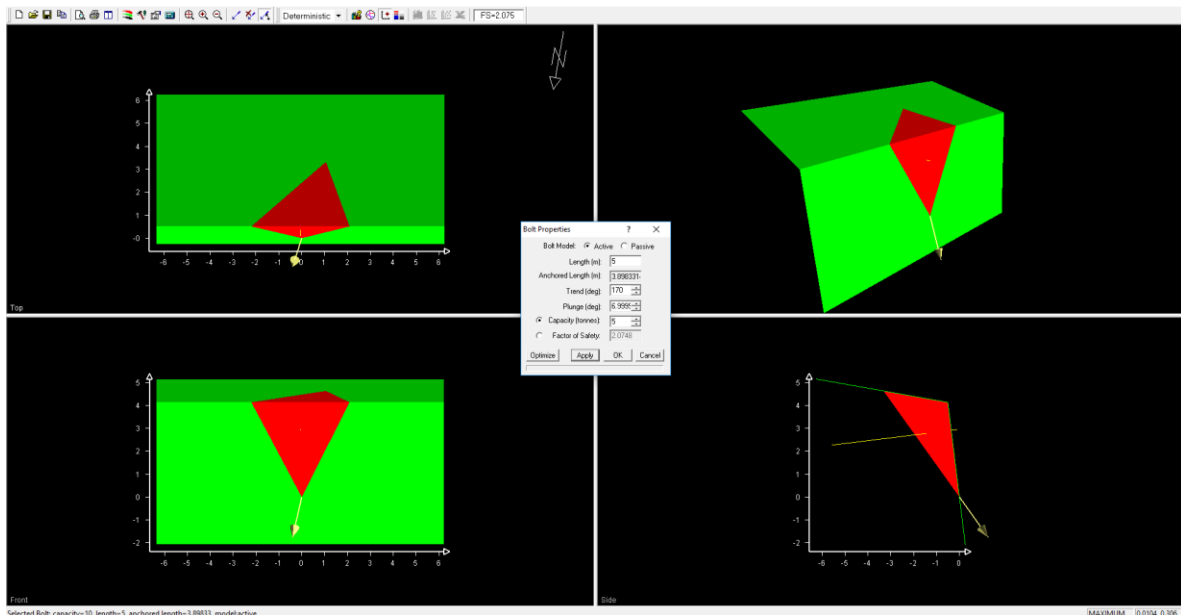 Deterministic
FS=2.075
N
6
5
4
3
2
1
-0
-6 -5 -4 -3 -2 -1 0 1 2 3 4 5 6
Top
Bolt Properties ? ×
Bolt Model: Active Passive
Length (m): 5
Anchored Length (m): 3.898331
Trend (deg): 170
Plunge (deg): 6.999
Capacity (tonnes): 5
Factor of Safety: 2.0748
Optimize Apply OK Cancel
5
4
3
2
1
0
-1
-2
-6 -5 -4 -3 -2 -1 0 1 2 3 4 5 6
Front
5
4
3
2
1
0
-1
-2
-6 -5 -4 -3 -2 -1 0
Side
Selected Bolt: capacity=10, length=5, anchored length=3.89833, model:active
MAXIMUM 0.0104, 0.306